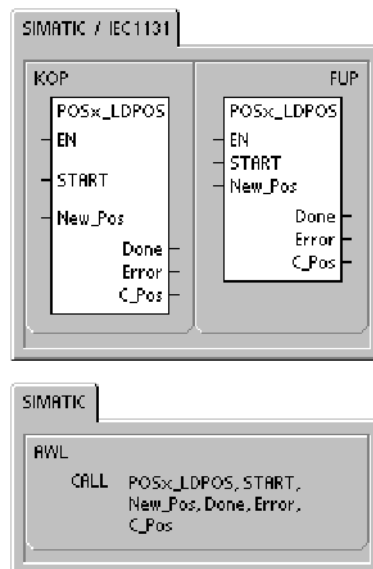 SIMATIC / IEC1131
KOP
FUP
POSx_LDPOS
EN
START
New_Pos
Done
Error
C_Pos
POSx_LDPOS
EN
START
New_Pos
Done
Error
C_Pos
SIMATIC
AWL
CALL POSx_LDPOS, START,
New_Pos, Done, Error,
C_Pos